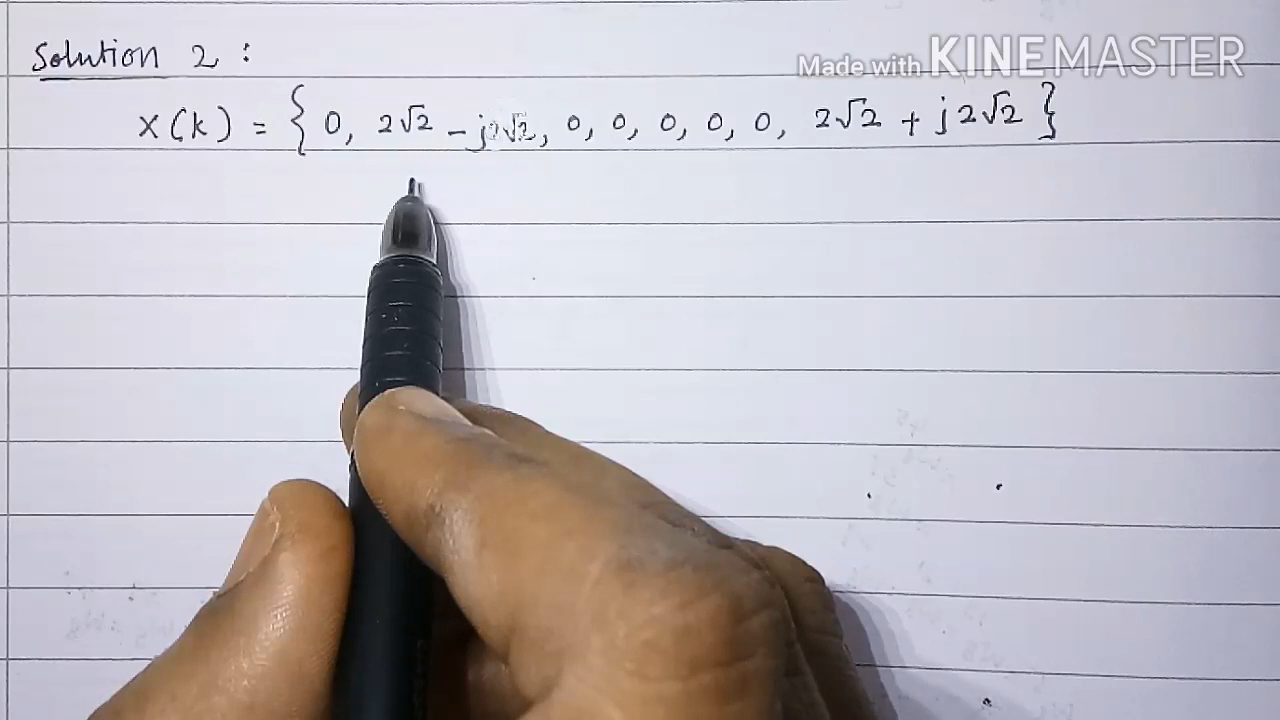 Solution 2 :
Made with KINEMASTER
X(k) = { 0, 2√2 - j2√2, 0, 0, 0, 0, 0, 2√2 + j2√2 }